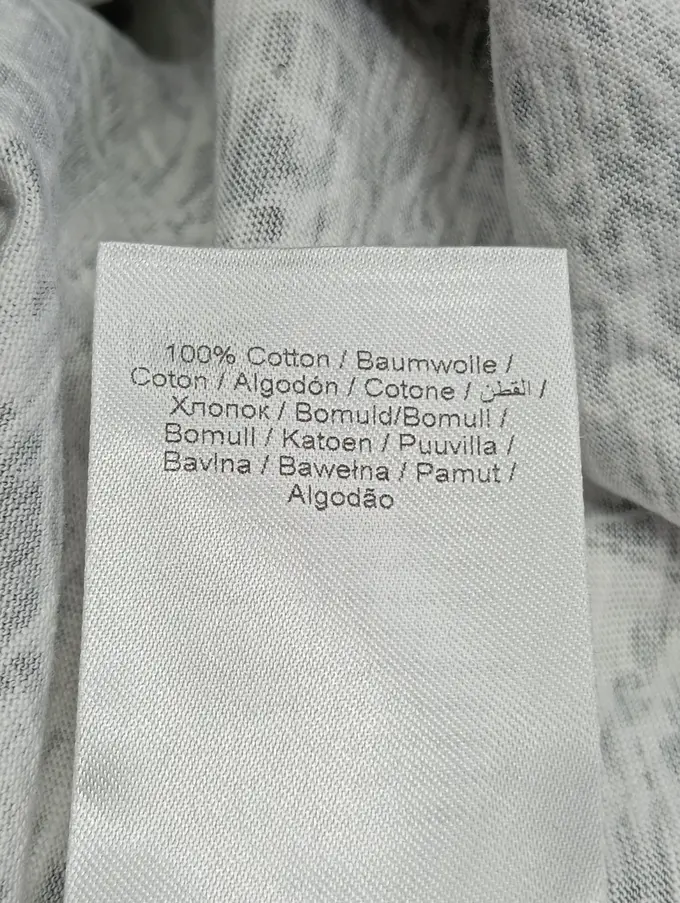 100% Cotton / Baumwolle /
Coton / Algodón / Cotone / القطن /
Хлопок / Bomuld/Bomull /
Bomull / Katoen / Puuvilla /
Bavlna / Bawełna / Pamut /
Algodão